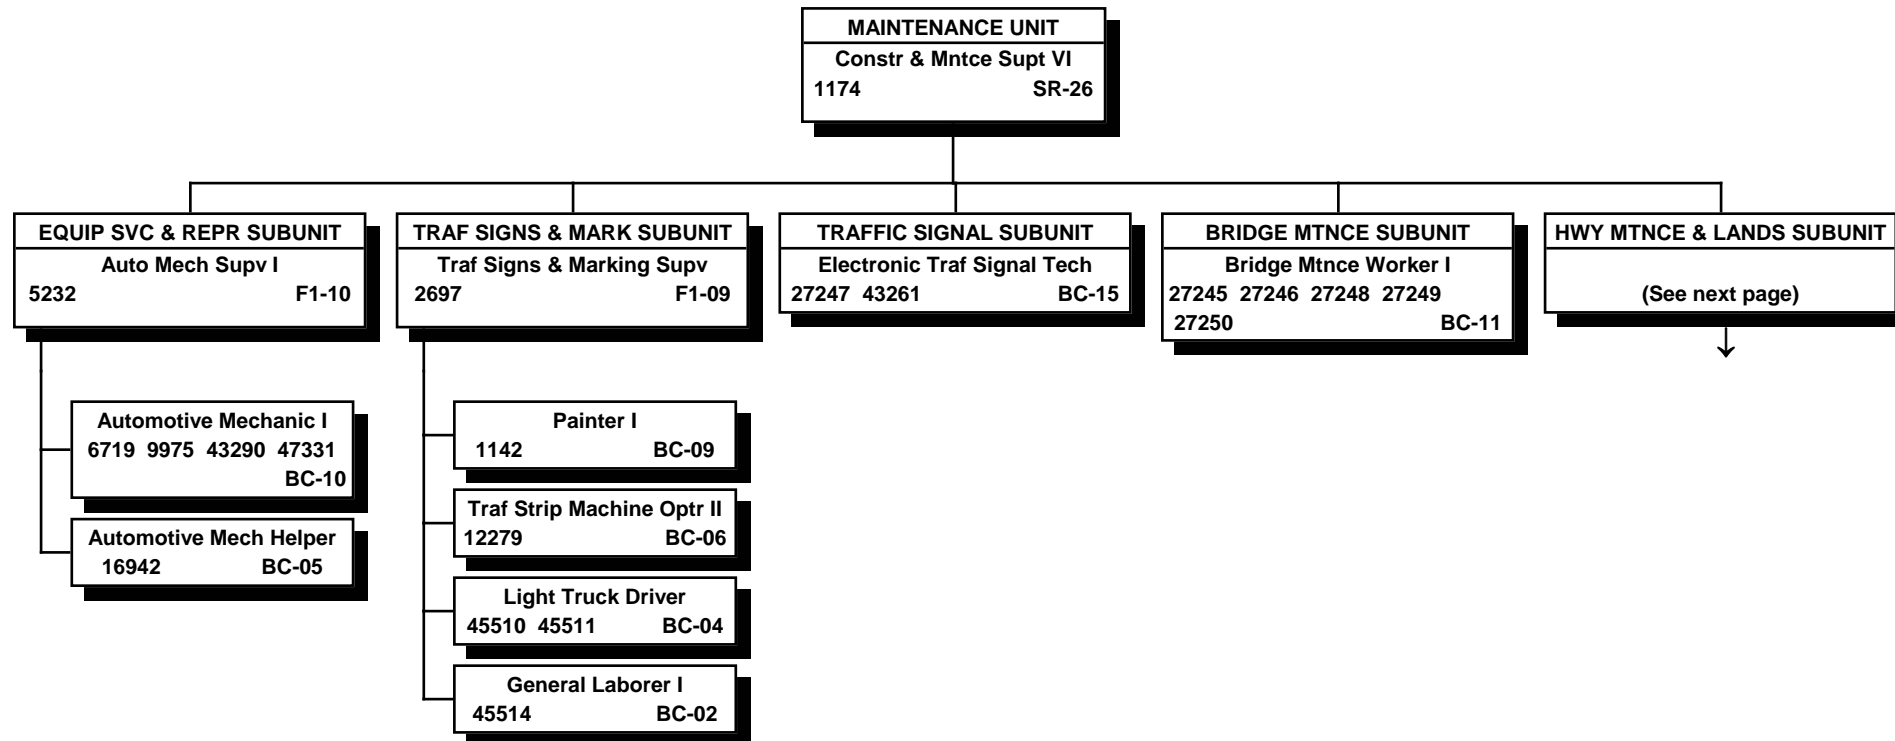 MAINTENANCE UNIT
Constr & Mntce Supt VI
1174 SR-26
EQUIP SVC & REPR SUBUNIT
Auto Mech Supv I
5232 F1-10
TRAF SIGNS & MARK SUBUNIT
Traf Signs & Marking Supv
2697 F1-09
TRAFFIC SIGNAL SUBUNIT
Electronic Traf Signal Tech
27247 43261 BC-15
BRIDGE MTNCE SUBUNIT
Bridge Mtnce Worker I
27245 27246 27248 27249
27250 BC-11
HWY MTNCE & LANDS SUBUNIT
(See next page)
Automotive Mechanic I
6719 9975 43290 47331
BC-10
Automotive Mech Helper
16942 BC-05
Painter I
1142 BC-09
Traf Strip Machine Optr II
12279 BC-06
Light Truck Driver
45510 45511 BC-04
General Laborer I
45514 BC-02